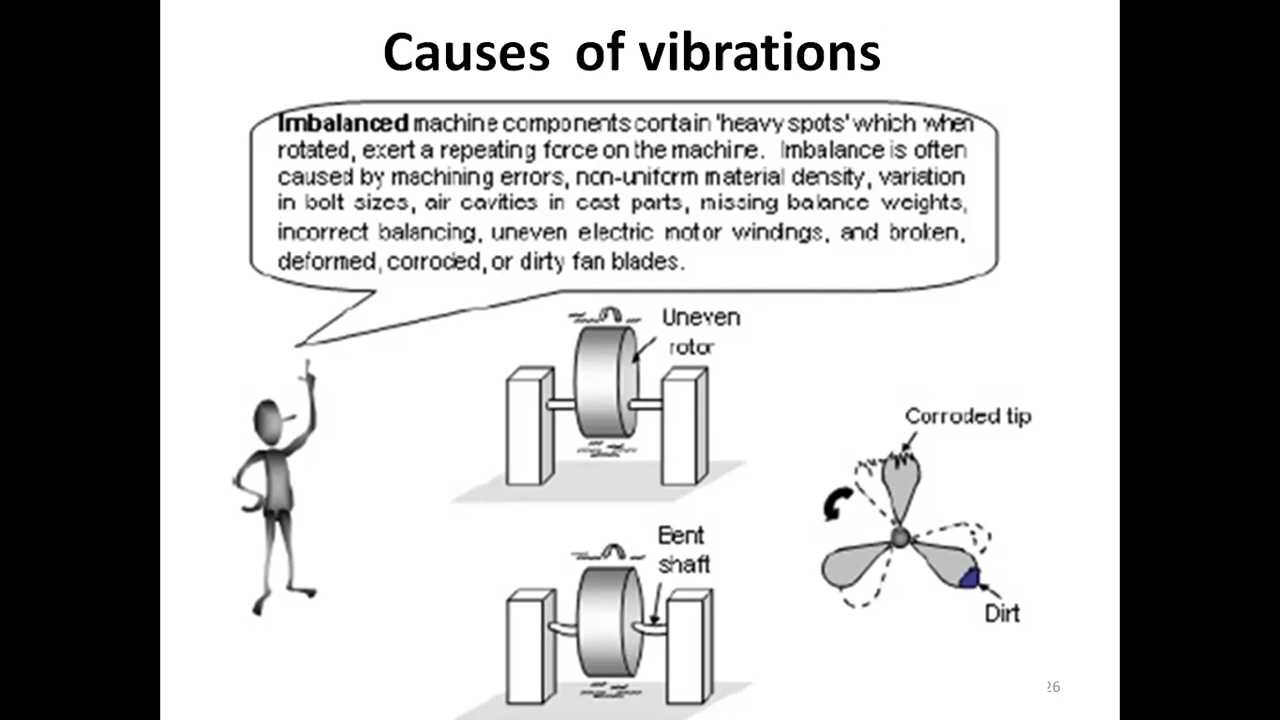 Causes of vibrations
Imbalanced machine components contain 'heavy spots' which when
rotated, exert a repeating force on the machine. Imbalance is often
caused by machining errors, non-uniform material density, variation
in bolt sizes, air cavities in cast parts, missing balance weights,
incorrect balancing, uneven electric motor windings, and broken,
deformed, corroded, or dirty fan blades.
Uneven
rotor
Corroded tip
Bent
shaft
Dirt
26